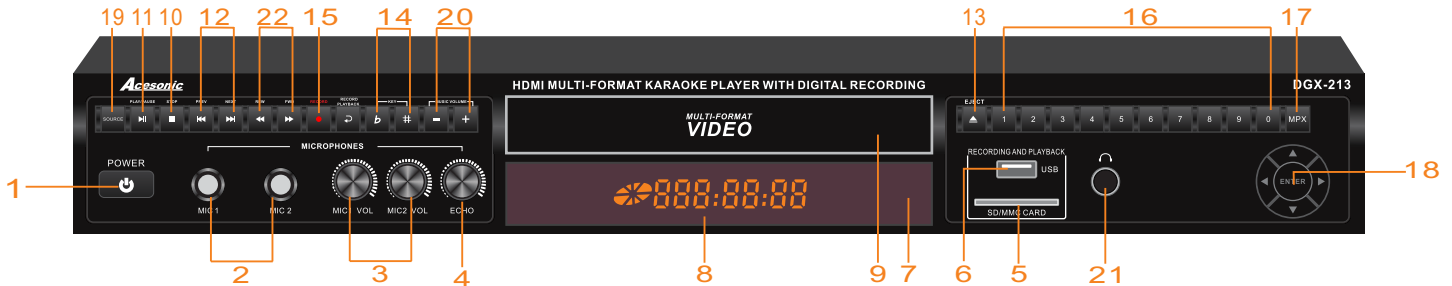 19 11 10 12 22 15 14 20 13 16 17
Acesonic
HDMI MULTI-FORMAT KARAOKE PLAYER WITH DIGITAL RECORDING
DGX-213
PLAY/PAUSE STOP PREV NEXT REW FWD RECORD RECORD PLAYBACK KEY MUSIC VOLUME
EJECT
SOURCE b # - +
1 2 3 4 5 6 7 8 9 0 MPX
MULTI-FORMAT
VIDEO
MICROPHONES
POWER
RECORDING AND PLAYBACK
USB
ENTER
1
18
888:88:88
MIC 1 MIC 2 MIC1 VOL MIC2 VOL ECHO
SD/MMC CARD
2 3 4 8 9 7 6 5 21